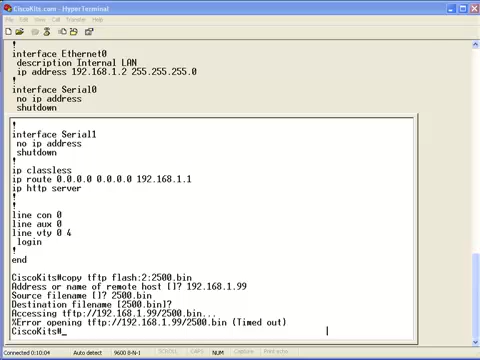 CiscoKits.com - HyperTerminal
File Edit View Call Transfer Help
!
interface Ethernet0
description Internal LAN
ip address 192.168.1.2 255.255.255.0
!
interface Serial0
no ip address
shutdown
!
interface Serial1
no ip address
shutdown
!
ip classless
ip route 0.0.0.0 0.0.0.0 192.168.1.1
ip http server
!
!
line con 0
line aux 0
line vty 0 4
login
!
end
CiscoKits#copy tftp flash:2:2500.bin
Address or name of remote host []? 192.168.1.99
Source filename []? 2500.bin
Destination filename [2500.bin]?
Accessing tftp://192.168.1.99/2500.bin...
%Error opening tftp://192.168.1.99/2500.bin (Timed out)
CiscoKits#_
Connected 0:10:04 Auto detect 9600 8-N-1 SCROLL CAPS NUM Capture Print echo